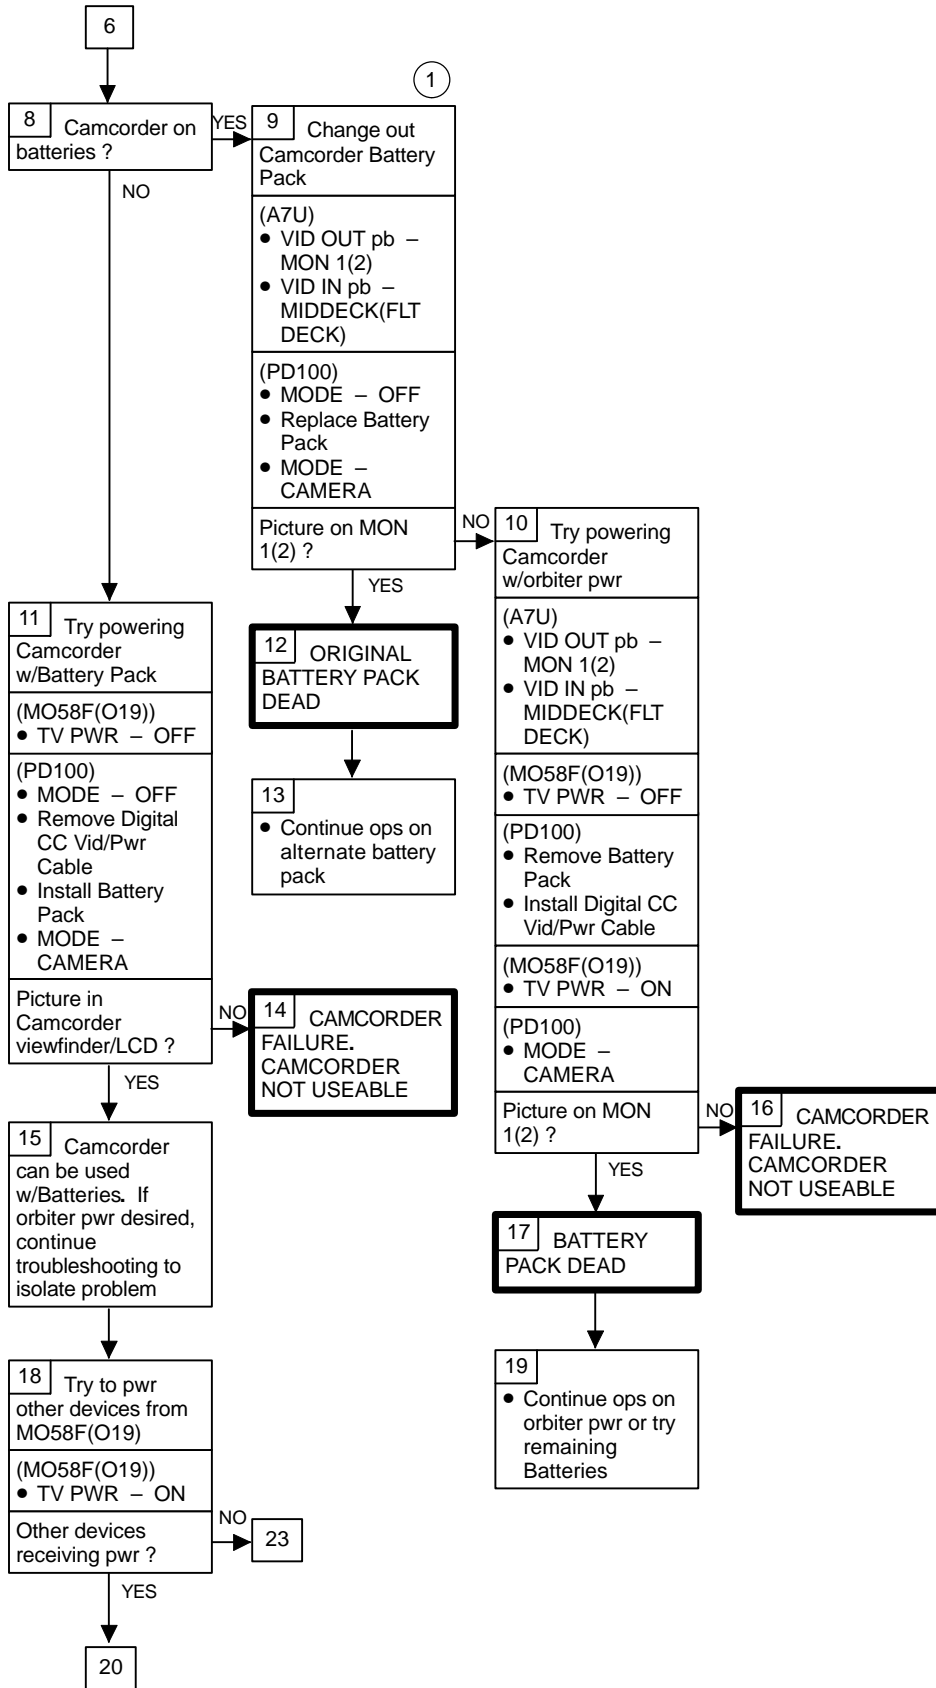 6
1
8 Camcorder on
batteries ?
YES
NO
9 Change out
Camcorder Battery
Pack
(A7U)
• VID OUT pb –
MON 1(2)
• VID IN pb –
MIDDECK(FLT
DECK)
(PD100)
• MODE – OFF
• Replace Battery
Pack
• MODE –
CAMERA
Picture on MON
1(2) ?
NO
YES
10 Try powering
Camcorder
w/orbiter pwr
(A7U)
• VID OUT pb –
MON 1(2)
• VID IN pb –
MIDDECK(FLT
DECK)
(MO58F(O19))
• TV PWR – OFF
(PD100)
• Remove Battery
Pack
• Install Digital CC
Vid/Pwr Cable
(MO58F(O19))
• TV PWR – ON
(PD100)
• MODE –
CAMERA
Picture on MON
1(2) ?
NO
YES
11 Try powering
Camcorder
w/Battery Pack
(MO58F(O19))
• TV PWR – OFF
(PD100)
• MODE – OFF
• Remove Digital
CC Vid/Pwr
Cable
• Install Battery
Pack
• MODE –
CAMERA
Picture in
Camcorder
viewfinder/LCD ?
NO
YES
12 ORIGINAL
BATTERY PACK
DEAD
13
• Continue ops on
alternate battery
pack
14 CAMCORDER
FAILURE.
CAMCORDER
NOT USEABLE
15 Camcorder
can be used
w/Batteries. If
orbiter pwr desired,
continue
troubleshooting to
isolate problem
16 CAMCORDER
FAILURE.
CAMCORDER
NOT USEABLE
17 BATTERY
PACK DEAD
18 Try to pwr
other devices from
MO58F(O19)
(MO58F(O19))
• TV PWR – ON
Other devices
receiving pwr ?
NO
23
YES
20
19
• Continue ops on
orbiter pwr or try
remaining
Batteries